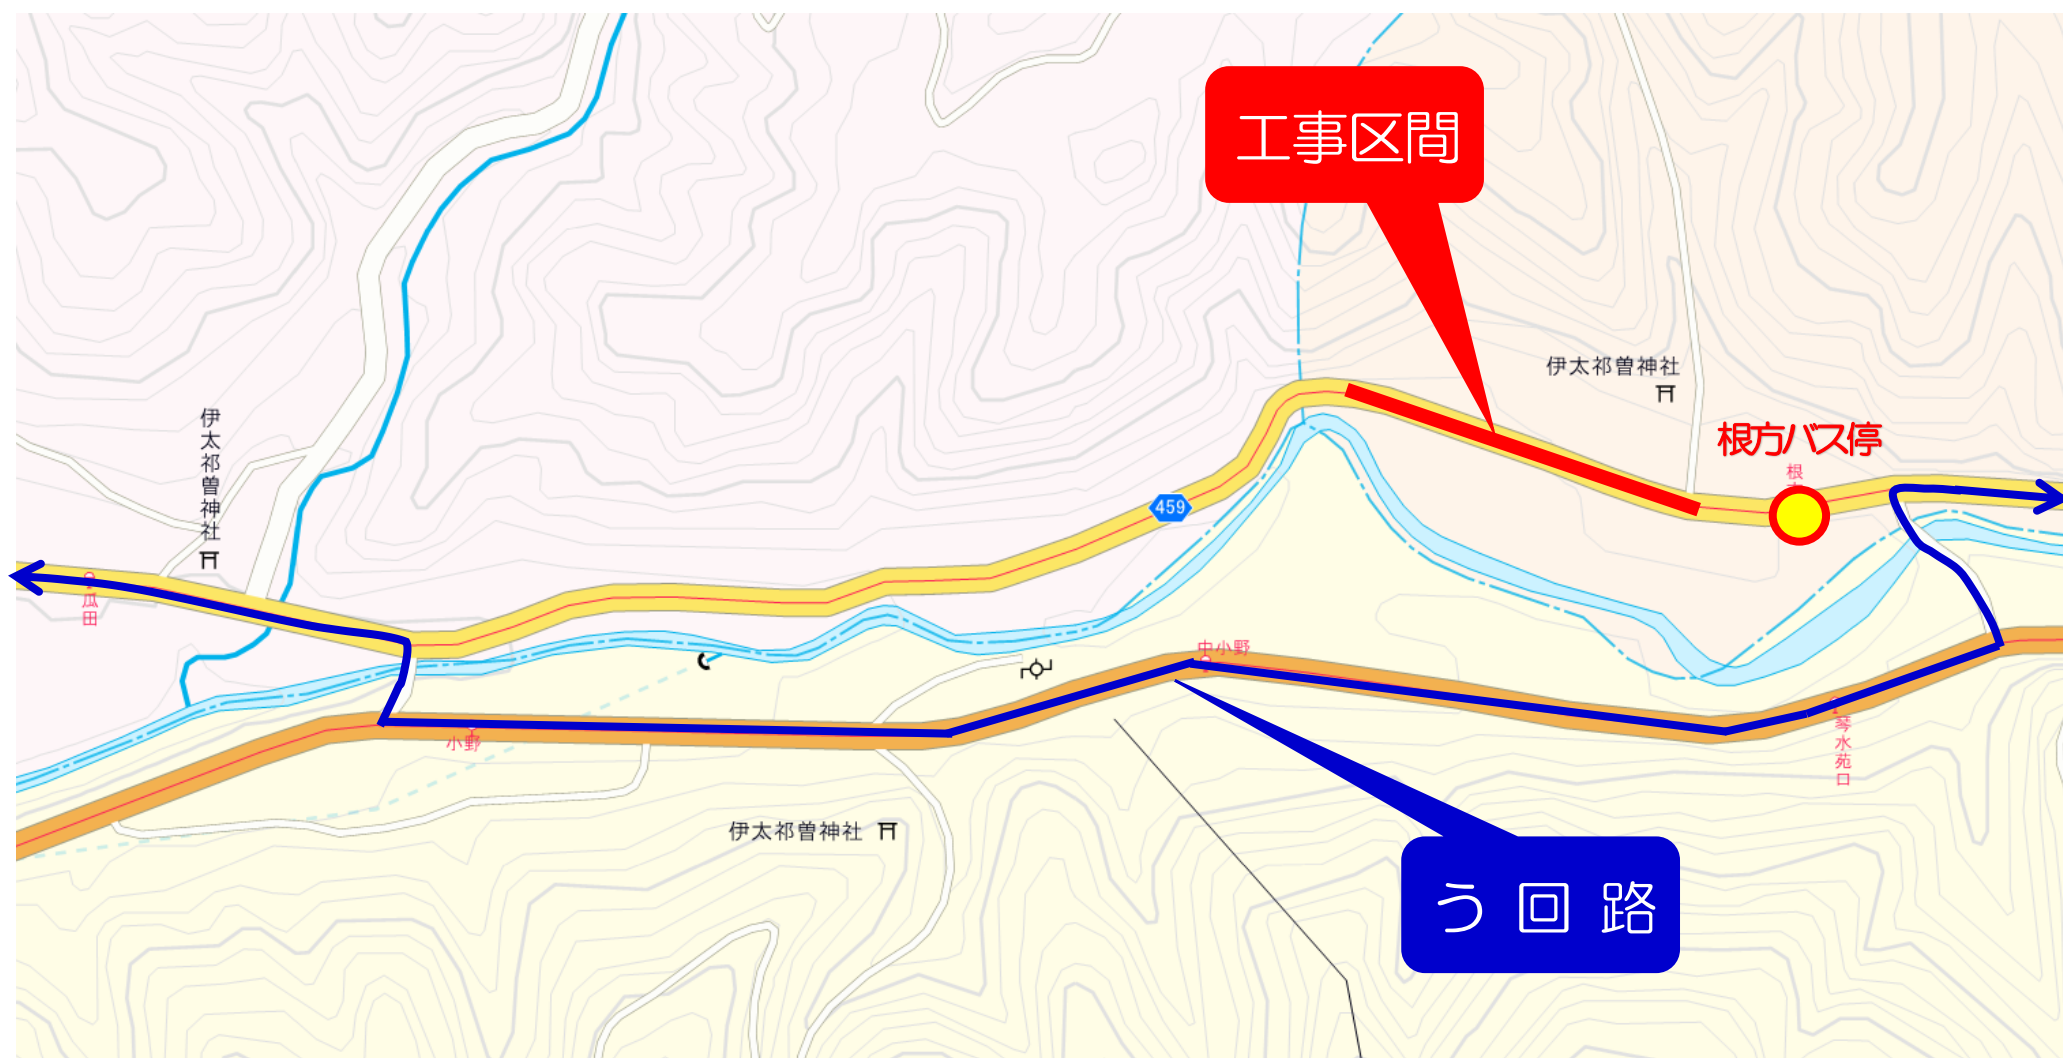 工事区間
伊太祁曽神社
伊太祁曽神社
根方バス停
根
459
瓜田
中小野
小野
琴水苑口
伊太祁曽神社
う回路